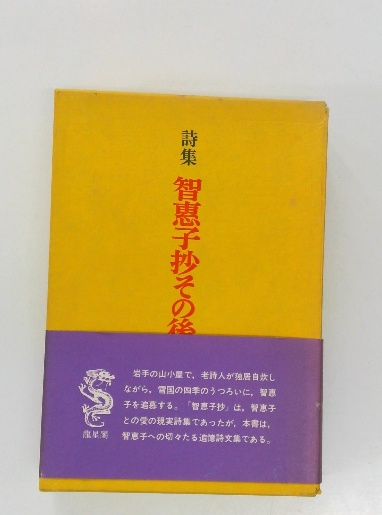 詩集
智恵子抄その後
岩手の山小屋で、老詩人が独居自炊し
ながら、雪国の四季のうつろいに、智恵
子を追慕する。「智恵子抄」は、智恵子
との愛の現実詩集であったが、本書は、
智恵子への切々たる追憶詩文集である。
龍星閣